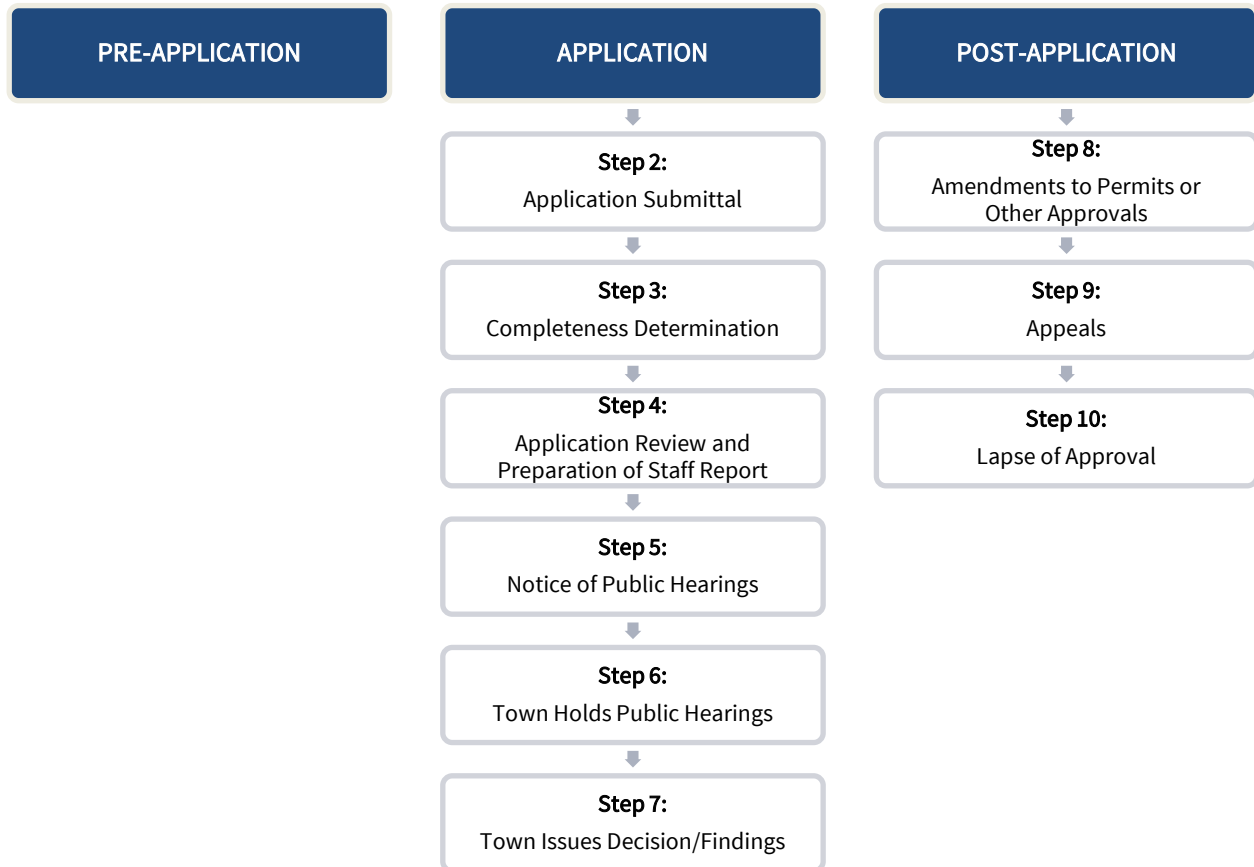 PRE-APPLICATION
APPLICATION
Step 2:
Application Submittal
Step 3:
Completeness Determination
Step 4:
Application Review and
Preparation of Staff Report
Step 5:
Notice of Public Hearings
Step 6:
Town Holds Public Hearings
Step 7:
Town Issues Decision/Findings
POST-APPLICATION
Step 8:
Amendments to Permits or
Other Approvals
Step 9:
Appeals
Step 10:
Lapse of Approval